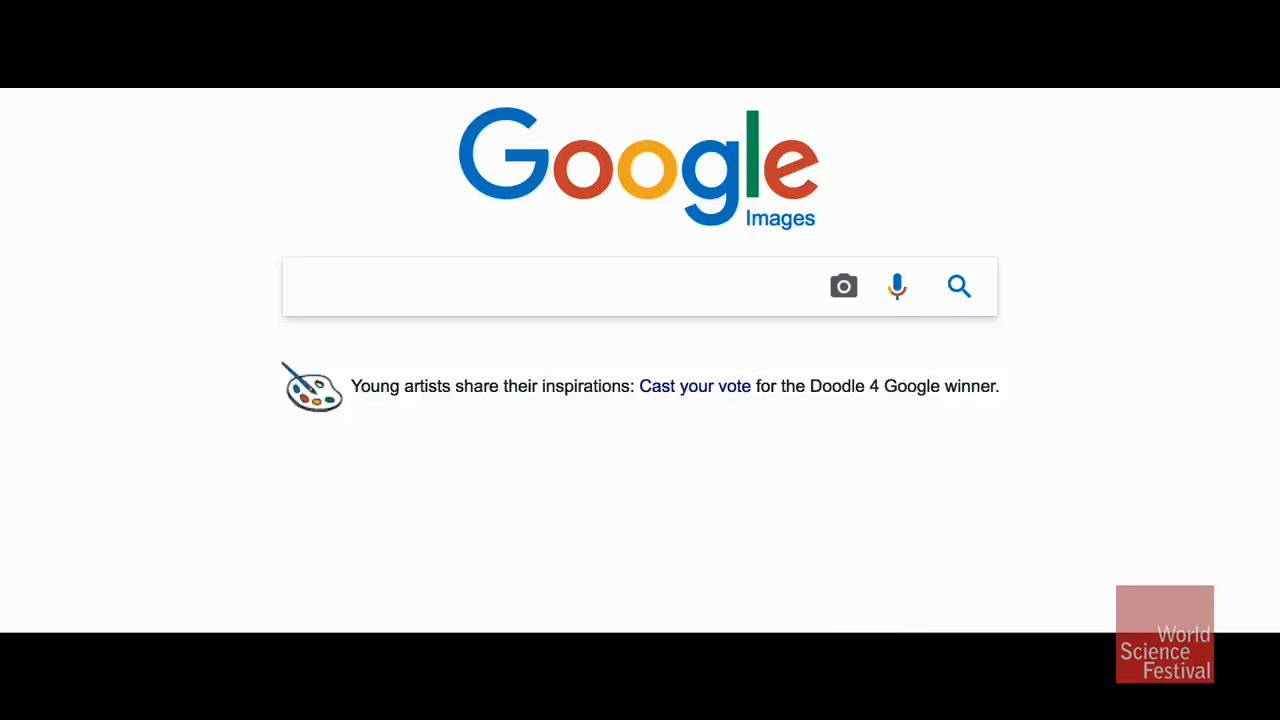 Google
Images
Young artists share their inspirations: Cast your vote for the Doodle 4 Google winner.
World
Science
Festival